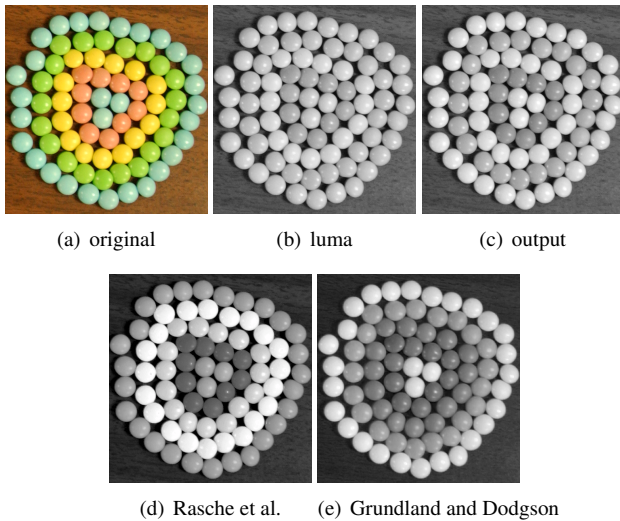 (a) original
(b) luma
(c) output
(d) Rasche et al.
(e) Grundland and Dodgson